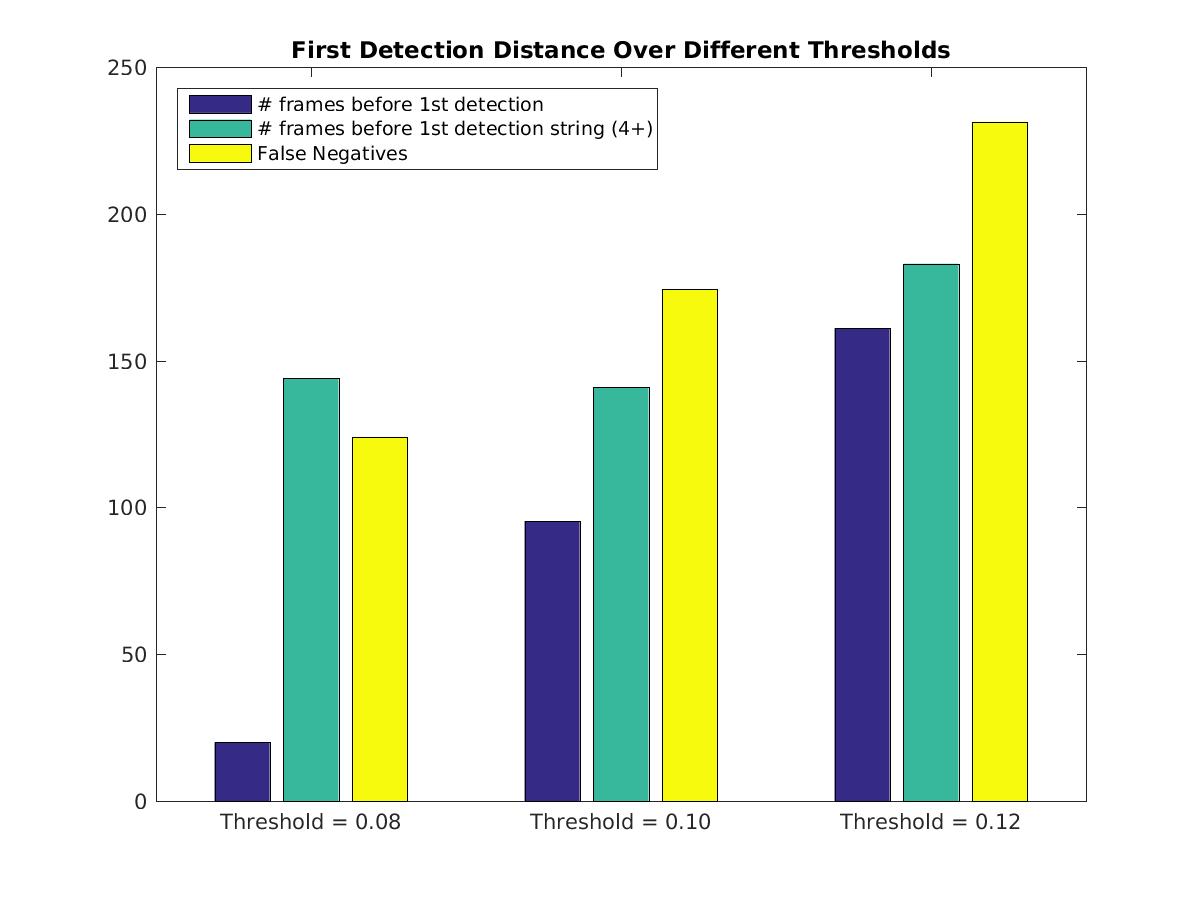 First Detection Distance Over Different Thresholds
250
200
150
100
50
0
# frames before 1st detection
# frames before 1st detection string (4+)
False Negatives
Threshold = 0.08
Threshold = 0.10
Threshold = 0.12